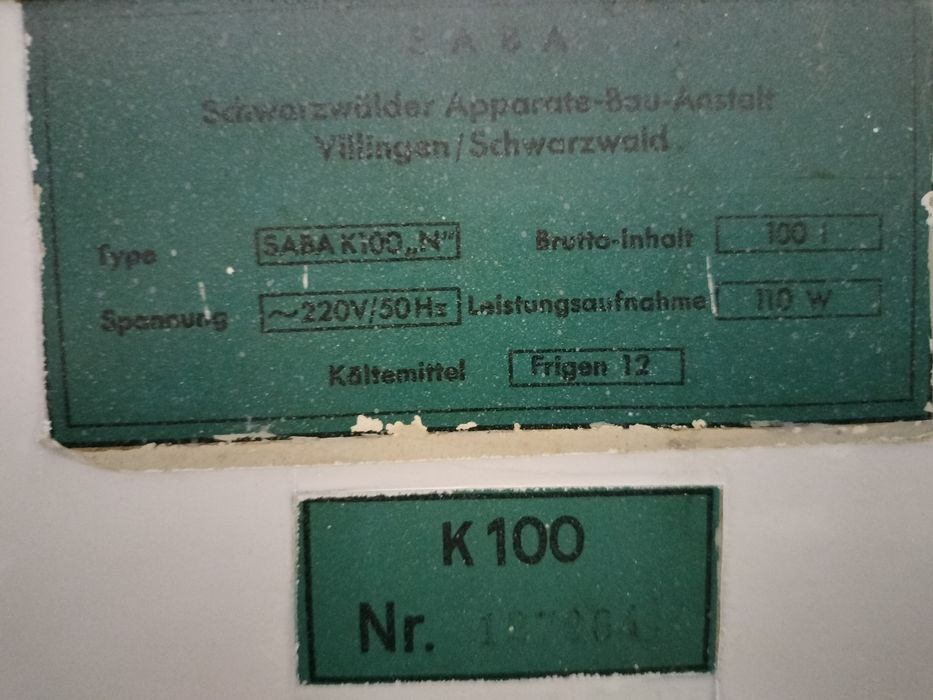 SABA
Schwarzwälder Apparate-Bau-Anstalt
Villingen/Schwarzwald
Type SABA K100 „N" Brutto-Inhalt 100 l
Spannung ~220V/50Hz Leistungsaufnahme 110 W
Kältemittel Frigen 12
K 100
Nr.